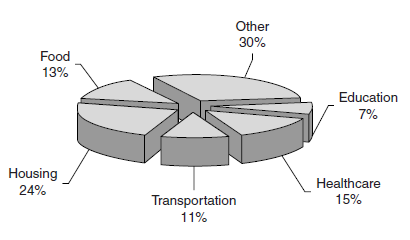 Other
30%
Food
13%
Education
7%
Housing
24%
Healthcare
15%
Transportation
11%